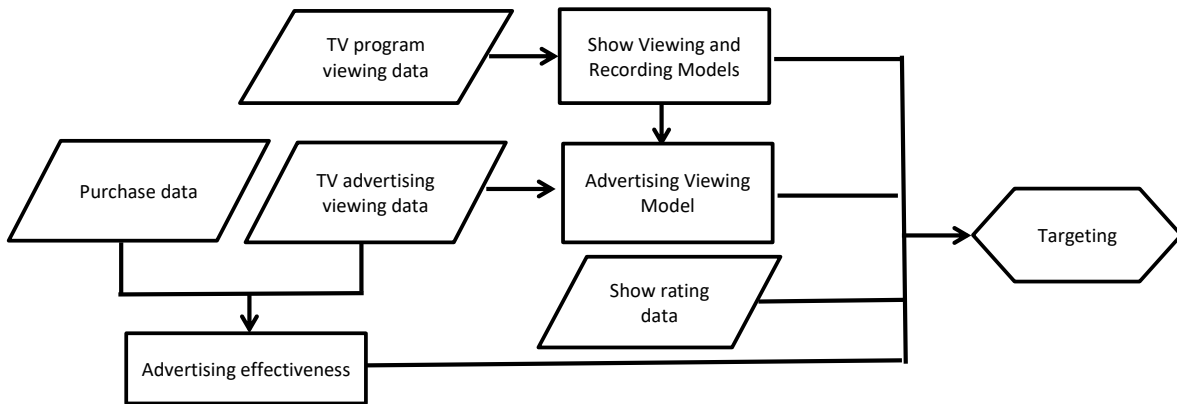 TV program
viewing data
Show Viewing and
Recording Models
Purchase data
TV advertising
viewing data
Advertising Viewing
Model
Targeting
Show rating
data
Advertising effectiveness